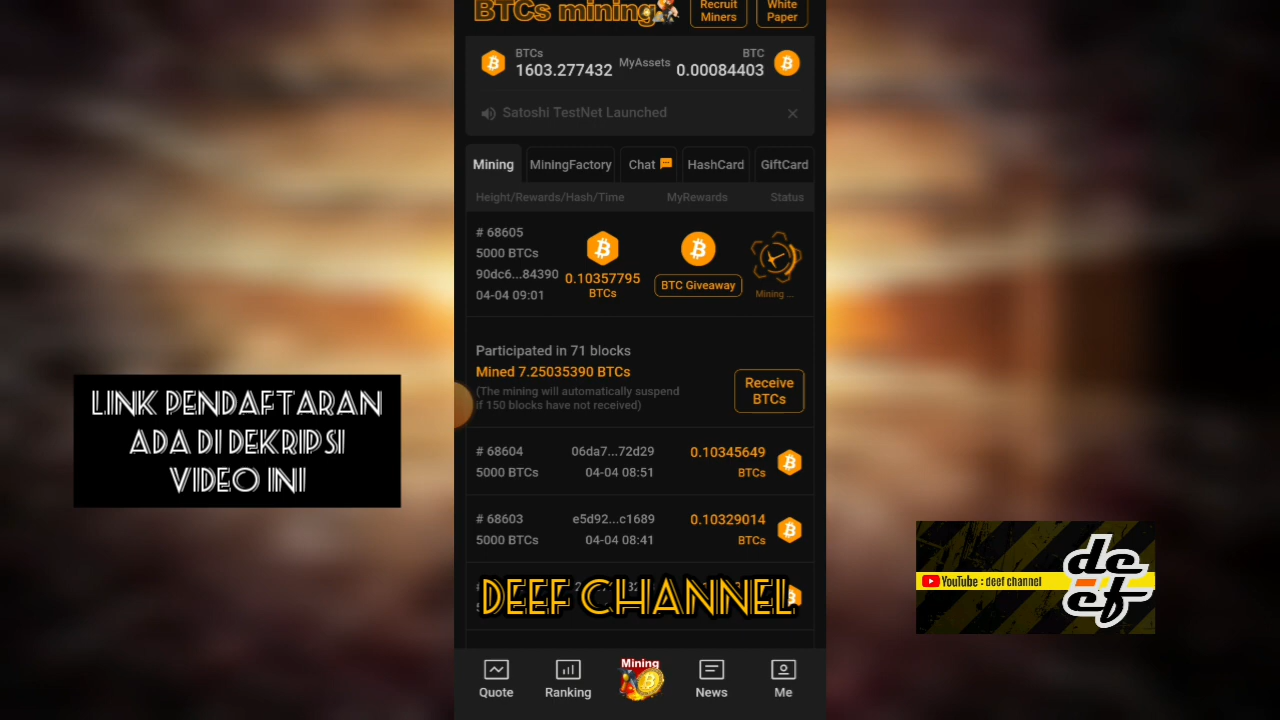 BTCs mining
Recruit Miners
White Paper
BTCs
1603.277432
MyAssets
BTC
0.00084403
Satoshi TestNet Launched
Mining
MiningFactory
Chat
HashCard
GiftCard
Height/Rewards/Hash/Time
MyRewards
Status
# 68605
5000 BTCs
90dc6...84390
04-04 09:01
0.10357795
BTCs
BTC Giveaway
Mining ...
Participated in 71 blocks
Mined 7.25035390 BTCs
(The mining will automatically suspend
if 150 blocks have not received)
Receive
BTCs
# 68604
06da7...72d29
0.10345649
5000 BTCs
04-04 08:51
BTCs
# 68603
e5d92...c1689
0.10329014
5000 BTCs
04-04 08:41
BTCs
DEEF CHANNEL
Mining
Quote
Ranking
News
Me
LINK PENDAFTARAN
ADA DI DEKRIPSI
VIDEO INI
YouTube : deef channel
de
ef